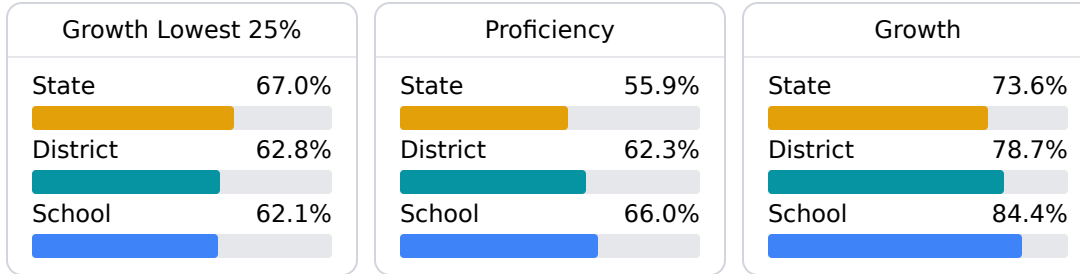 Growth Lowest 25%
State 67.0%
District 62.8%
School 62.1%
Proficiency
State 55.9%
District 62.3%
School 66.0%
Growth
State 73.6%
District 78.7%
School 84.4%